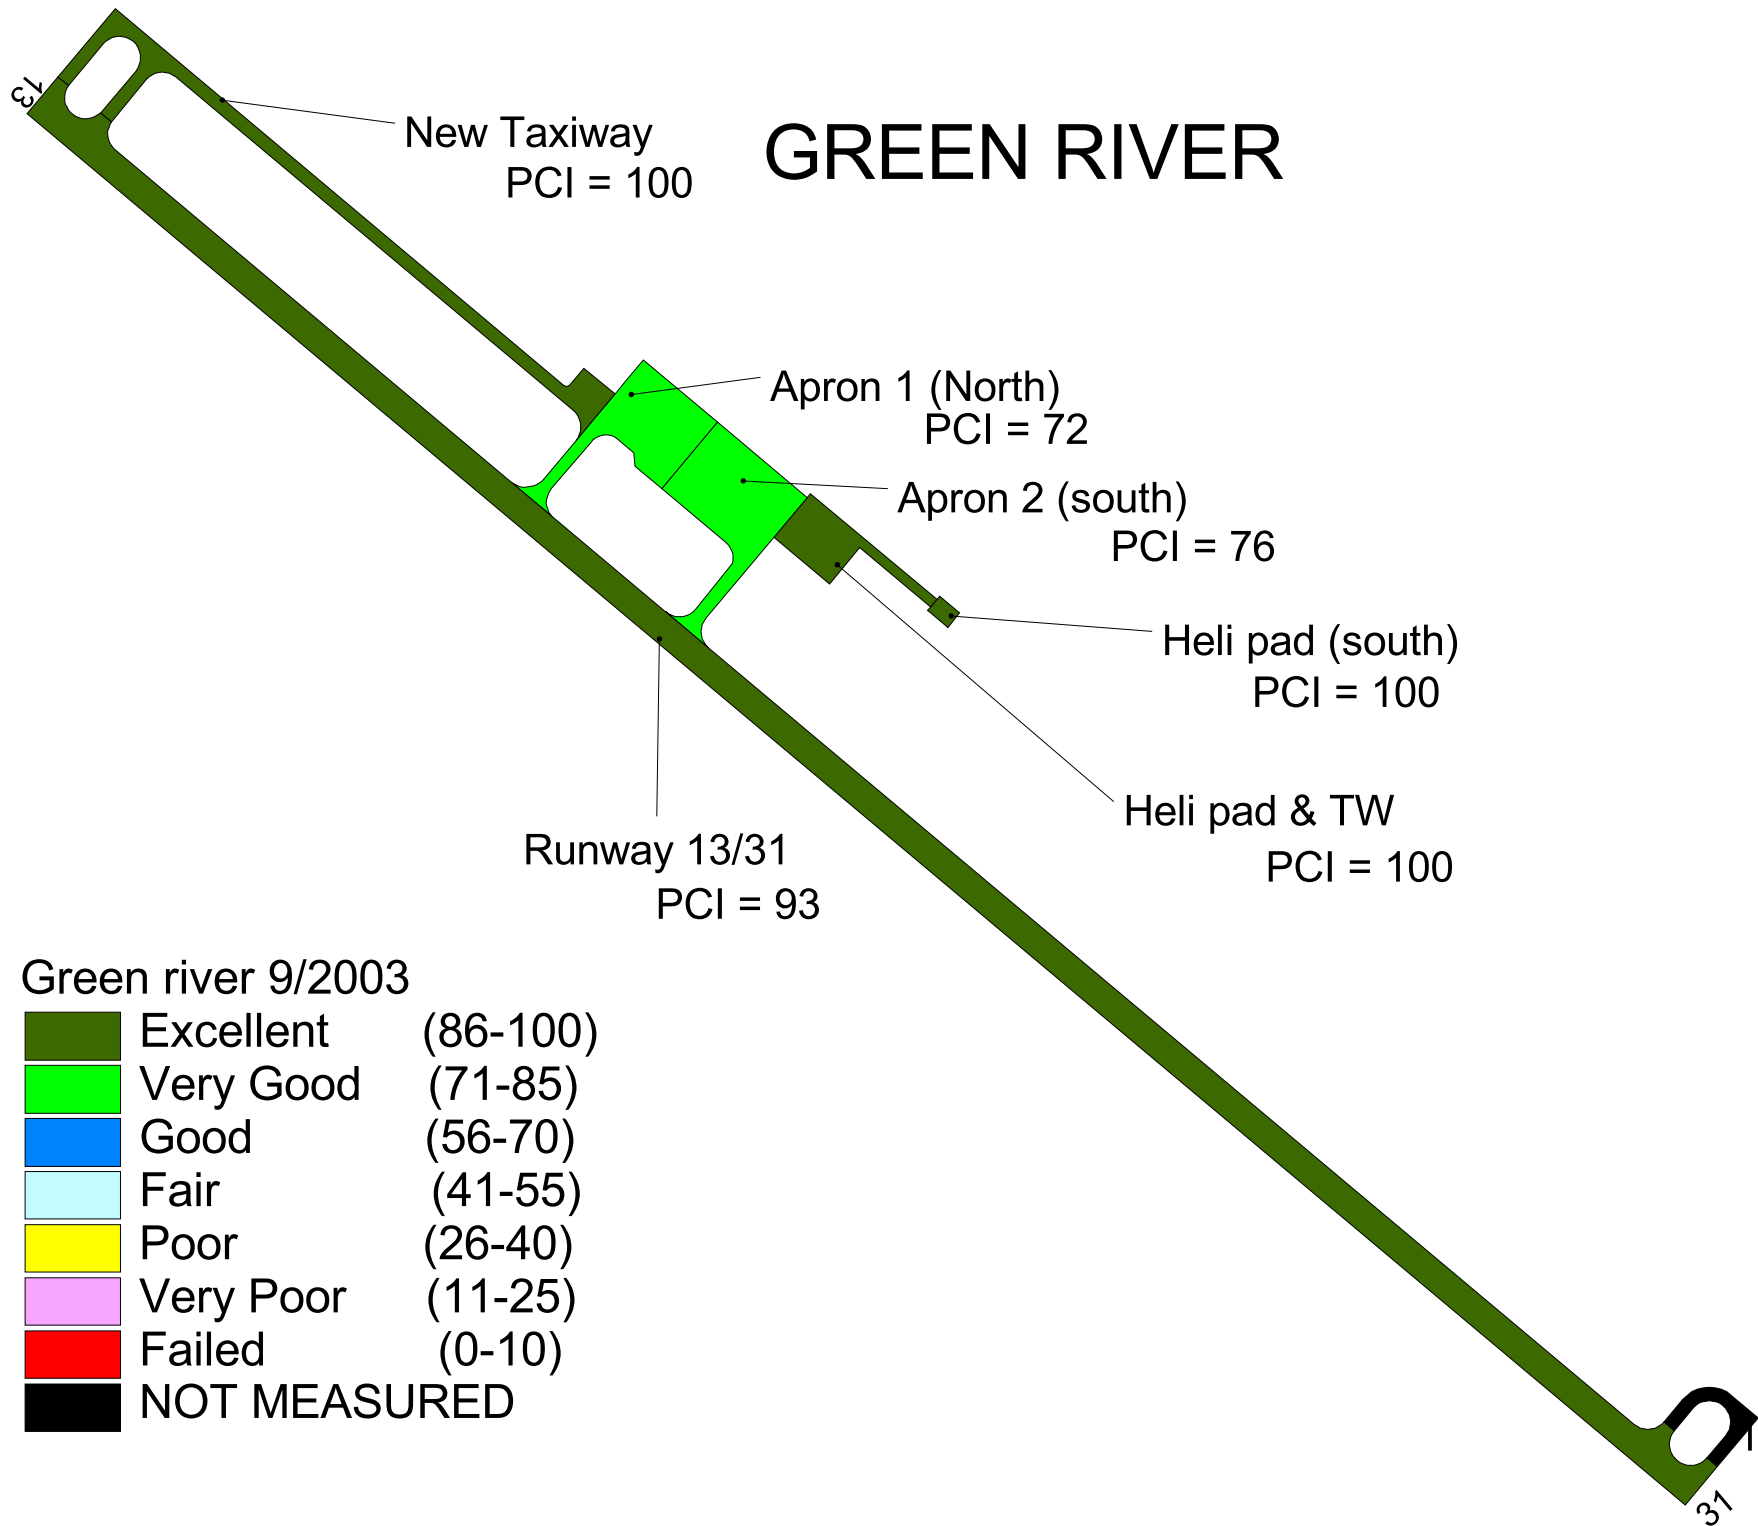 13
New Taxiway
PCI = 100
GREEN RIVER
Apron 1 (North)
PCI = 72
Apron 2 (south)
PCI = 76
Heli pad (south)
PCI = 100
Heli pad & TW
PCI = 100
Runway 13/31
PCI = 93
Green river 9/2003
Excellent (86-100)
Very Good (71-85)
Good (56-70)
Fair (41-55)
Poor (26-40)
Very Poor (11-25)
Failed (0-10)
NOT MEASURED
31